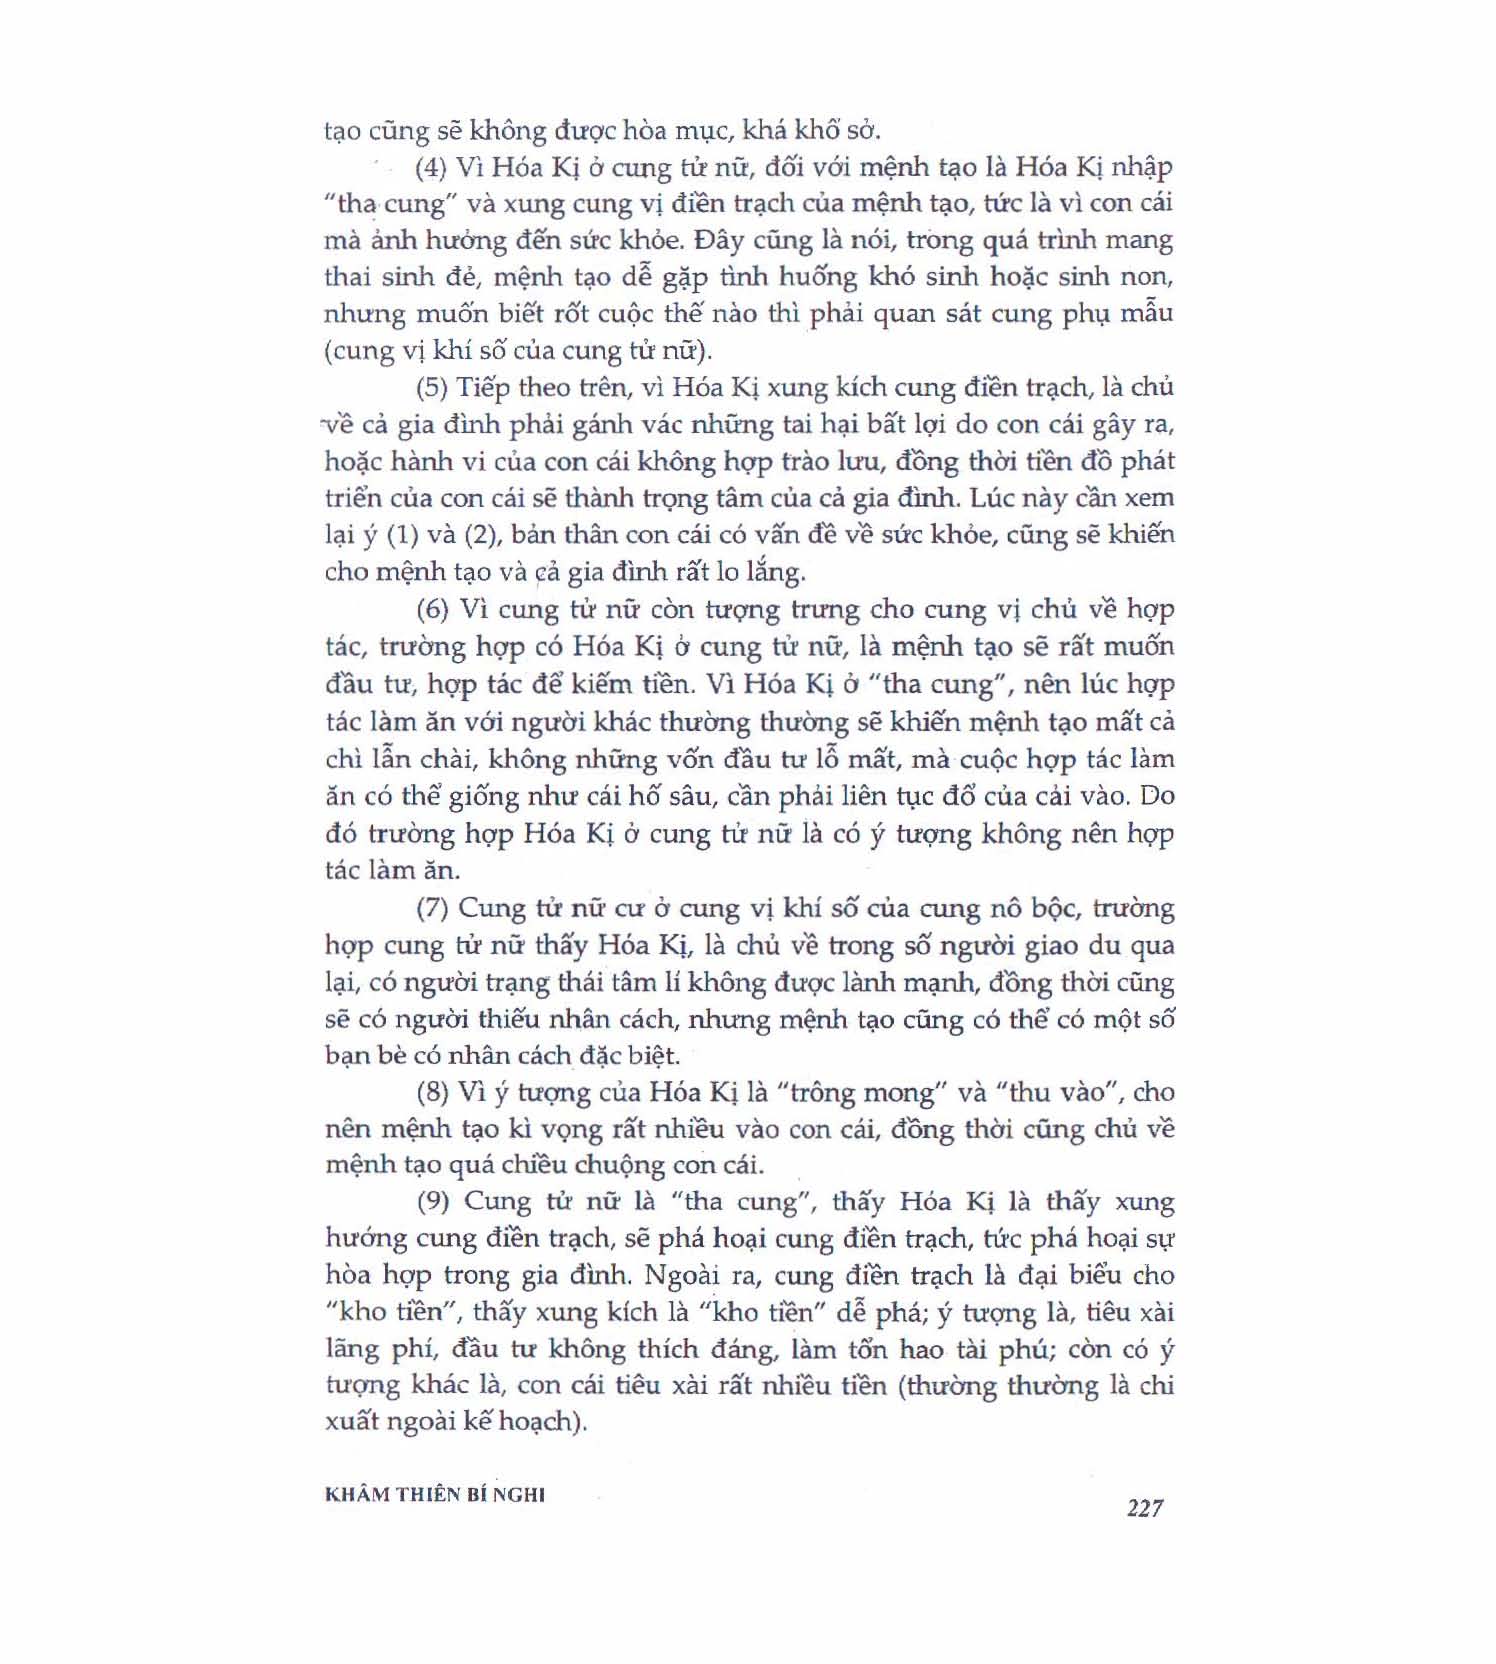 tạo cũng sẽ không được hòa mục, khá khổ sở.
(4) Vì Hóa Kị ở cung tử nữ, đối với mệnh tạo là Hóa Kị nhập
"tha cung" và xung cung vị điền trạch của mệnh tạo, tức là vì con cái
mà ảnh hưởng đến sức khỏe. Đây cũng là nói, trong quá trình mang
thai sinh đẻ, mệnh tạo dễ gặp tình huống khó sinh hoặc sinh non,
nhưng muốn biết rốt cuộc thế nào thì phải quan sát cung phụ mẫu
(cung vị khí số của cung tử nữ).
(5) Tiếp theo trên, vì Hóa Kị xung kích cung điền trạch, là chủ
về cả gia đình phải gánh vác những tai hại bất lợi do con cái gây ra,
hoặc hành vi của con cái không hợp trào lưu, đồng thời tiền đồ phát
triển của con cái sẽ thành trọng tâm của cả gia đình. Lúc này cần xem
lại ý (1) và (2), bản thân con cái có vấn đề về sức khỏe, cũng sẽ khiến
cho mệnh tạo và cả gia đình rất lo lắng.
(6) Vì cung tử nữ còn tượng trưng cho cung vị chủ về hợp
tác, trường hợp có Hóa Kị ở cung tử nữ, là mệnh tạo sẽ rất muốn
đầu tư, hợp tác để kiếm tiền. Vì Hóa Kị ở "tha cung", nên lúc hợp
tác làm ăn với người khác thường thường sẽ khiến mệnh tạo mất cả
chì lẫn chài, không những vốn đầu tư lỗ mất, mà cuộc hợp tác làm
ăn có thể giống như cái hố sâu, cần phải liên tục đổ của cải vào. Do
đó trường hợp Hóa Kị ở cung tử nữ là có ý tượng không nên hợp
tác làm ăn.
(7) Cung tử nữ cư ở cung vị khí số của cung nô bộc, trường
hợp cung tử nữ thấy Hóa Kị, là chủ về trong số người giao du qua
lại, có người trạng thái tâm lí không được lành mạnh, đồng thời cũng
sẽ có người thiếu nhân cách, nhưng mệnh tạo cũng có thể có một số
bạn bè có nhân cách đặc biệt.
(8) Vì ý tượng của Hóa Kị là "trông mong" và "thu vào", cho
nên mệnh tạo kì vọng rất nhiều vào con cái, đồng thời cũng chủ về
mệnh tạo quá chiều chuộng con cái.
(9) Cung tử nữ là "tha cung", thấy Hóa Kị là thấy xung
hướng cung điền trạch, sẽ phá hoại cung điền trạch, tức phá hoại sự
hòa hợp trong gia đình. Ngoài ra, cung điền trạch là đại biểu cho
"kho tiền", thấy xung kích là "kho tiền" dễ phá; ý tượng là, tiêu xài
lãng phí, đầu tư không thích đáng, làm tổn hao tài phú; còn có ý
tượng khác là, con cái tiêu xài rất nhiều tiền (thường thường là chi
xuất ngoài kế hoạch).
KHÂM THIÊN BÍ NGHI
227